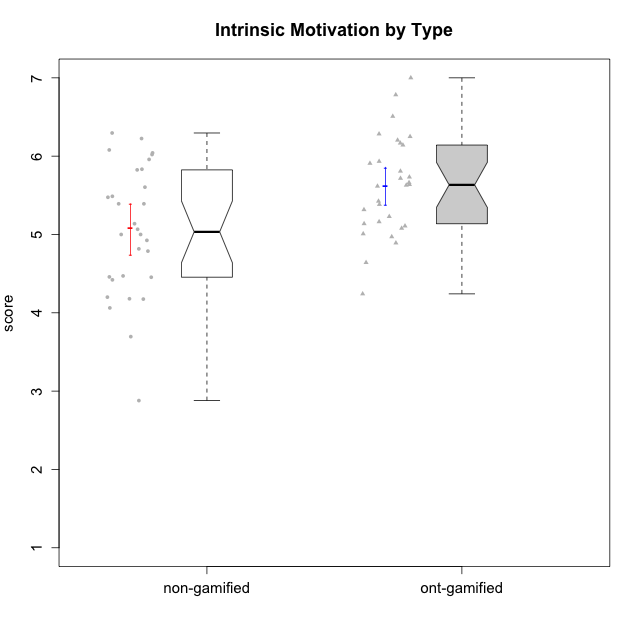 Intrinsic Motivation by Type
score
7
6
5
4
3
2
1
non-gamified
ont-gamified